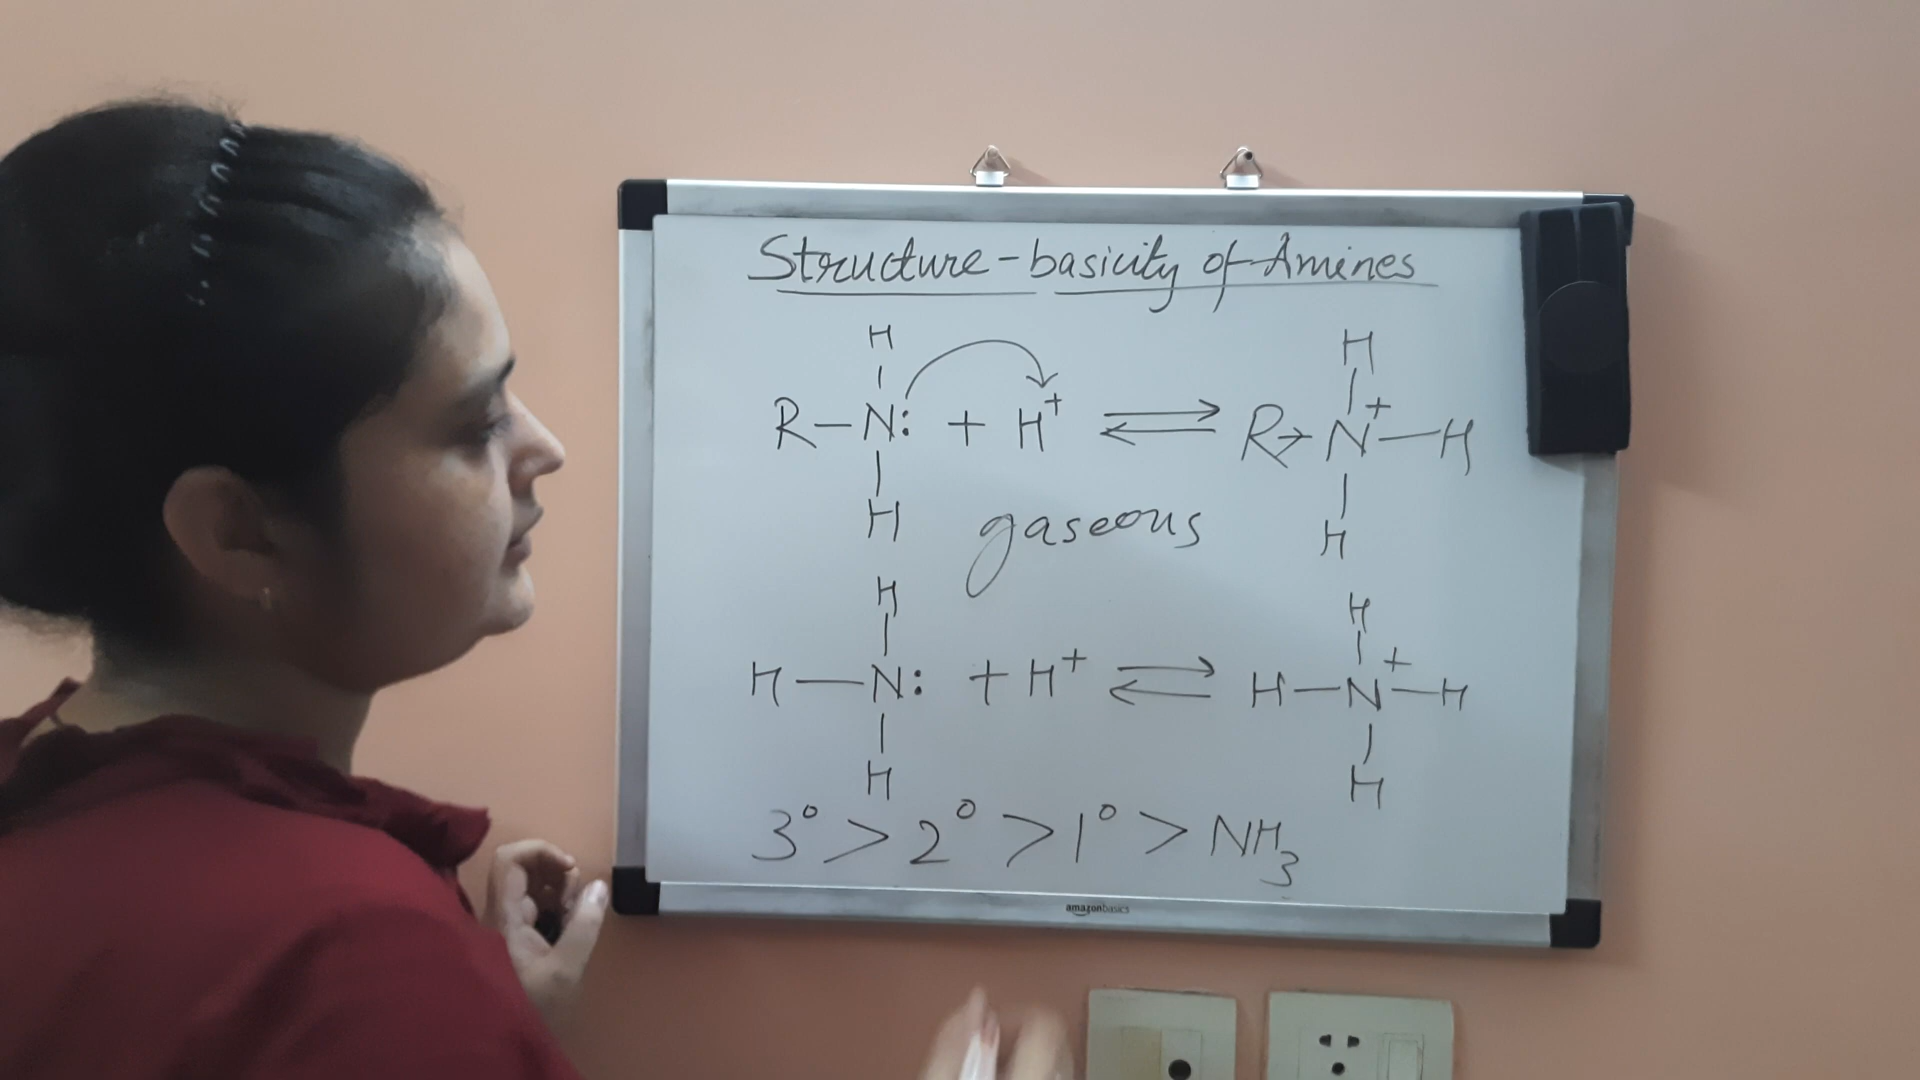 Structure-basicity of Amines
H
R-N: + H⁺ ⇌ R→N⁺-H
H
H
H gaseous
H
H
H
H-N: + H⁺ ⇌ H-N⁺-H
H
H
3° > 2° > 1° > NH₃
amazonbasics